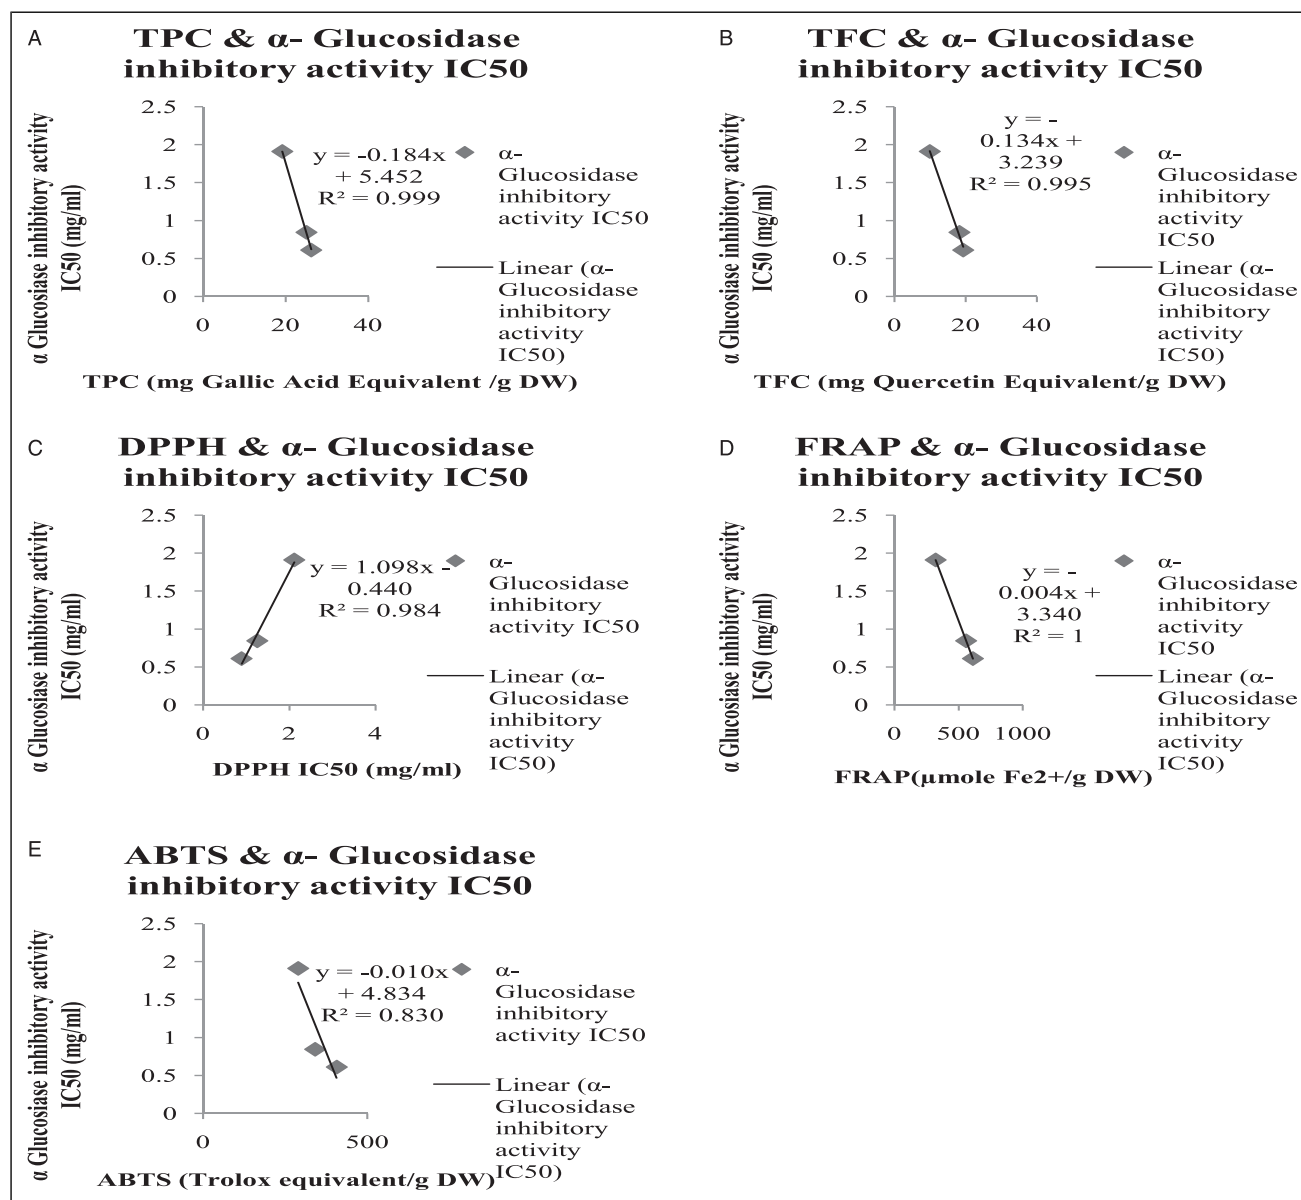 A
TPC & α- Glucosidase
inhibitory activity IC50
α Glucosiase inhibitory activity
IC50 (mg/ml)
2.5
2
1.5
1
0.5
0
0 20 40
y = -0.184x
+ 5.452
R² = 0.999
α-
Glucosidase
inhibitory
activity IC50
Linear (α-
Glucosidase
inhibitory
activity
IC50)
TPC (mg Gallic Acid Equivalent /g DW)
B
TFC & α- Glucosidase
inhibitory activity IC50
α Glucosiase inhibitory activity
IC50 (mg/ml)
2.5
2
1.5
1
0.5
0
0 20 40
y = -
0.134x +
3.239
R² = 0.995
α-
Glucosidase
inhibitory
activity
IC50
Linear (α-
Glucosidase
inhibitory
activity
IC50)
TFC (mg Quercetin Equivalent/g DW)
C
DPPH & α- Glucosidase
inhibitory activity IC50
α Glucosiase inhibitory activity
IC50 (mg/ml)
2.5
2
1.5
1
0.5
0
0 2 4
y = 1.098x -
0.440
R² = 0.984
α-
Glucosidase
inhibitory
activity IC50
Linear (α-
Glucosidase
inhibitory
activity
IC50)
DPPH IC50 (mg/ml)
D
FRAP & α- Glucosidase
inhibitory activity IC50
α Glucosiase inhibitory activity
IC50 (mg/ml)
2.5
2
1.5
1
0.5
0
0 500 1000
y = -
0.004x +
3.340
R² = 1
α-
Glucosidase
inhibitory
activity
IC50
Linear (α-
Glucosidase
inhibitory
activity
IC50)
FRAP(µmole Fe2+/g DW)
E
ABTS & α- Glucosidase
inhibitory activity IC50
α Glucosiase inhibitory activity
IC50 (mg/ml)
2.5
2
1.5
1
0.5
0
0 500
y = -0.010x
+ 4.834
R² = 0.830
α-
Glucosidase
inhibitory
activity IC50
Linear (α-
Glucosidase
inhibitory
activity
IC50)
ABTS (Trolox equivalent/g DW)